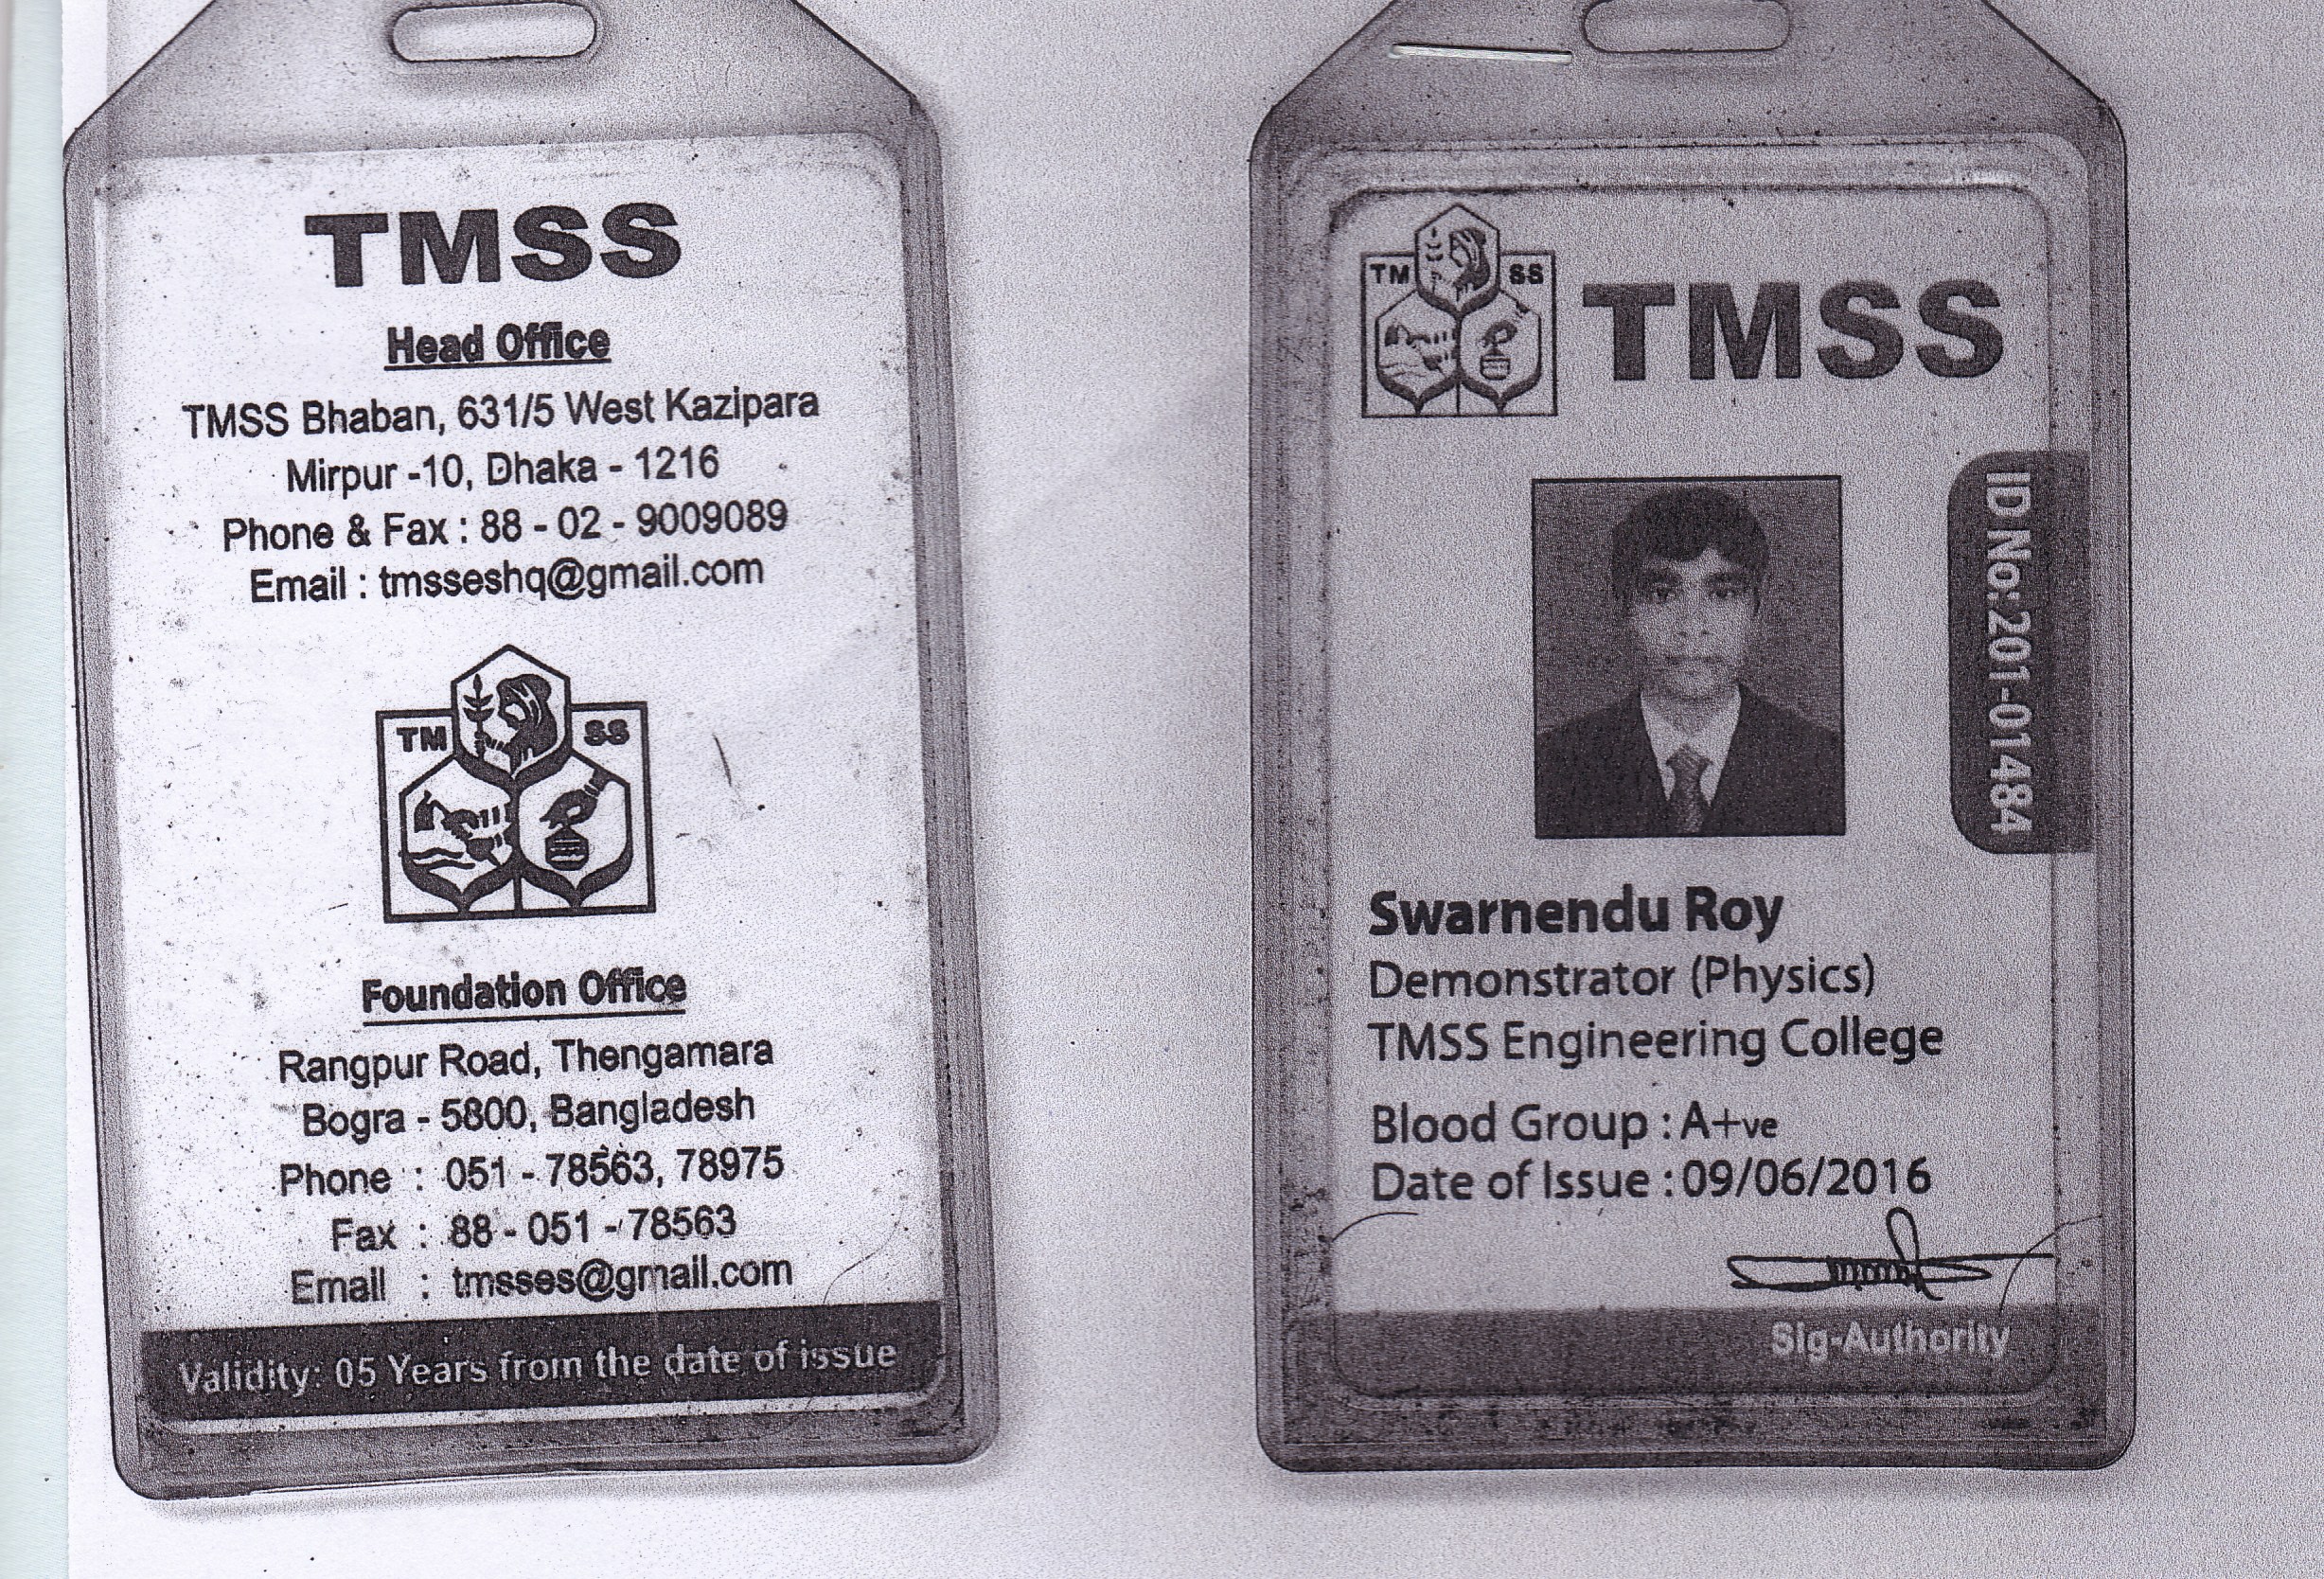 TMSS
Head Office
TMSS Bhaban, 631/5 West Kazipara
Mirpur -10, Dhaka - 1216
Phone & Fax : 88 - 02 - 9009089
Email : tmsseshq@gmail.com
TM SS
Foundation Office
Rangpur Road, Thengamara
Bogra - 5800, Bangladesh
Phone : 051 - 78563, 78975
Fax : 88 - 051 - 78563
Email : tmsses@gmail.com
Validity: 05 Years from the date of issue
TM SS
TMSS
ID No:201-01484
Swarnendu Roy
Demonstrator (Physics)
TMSS Engineering College
Blood Group : A+ve
Date of Issue : 09/06/2016
Sig-Authority